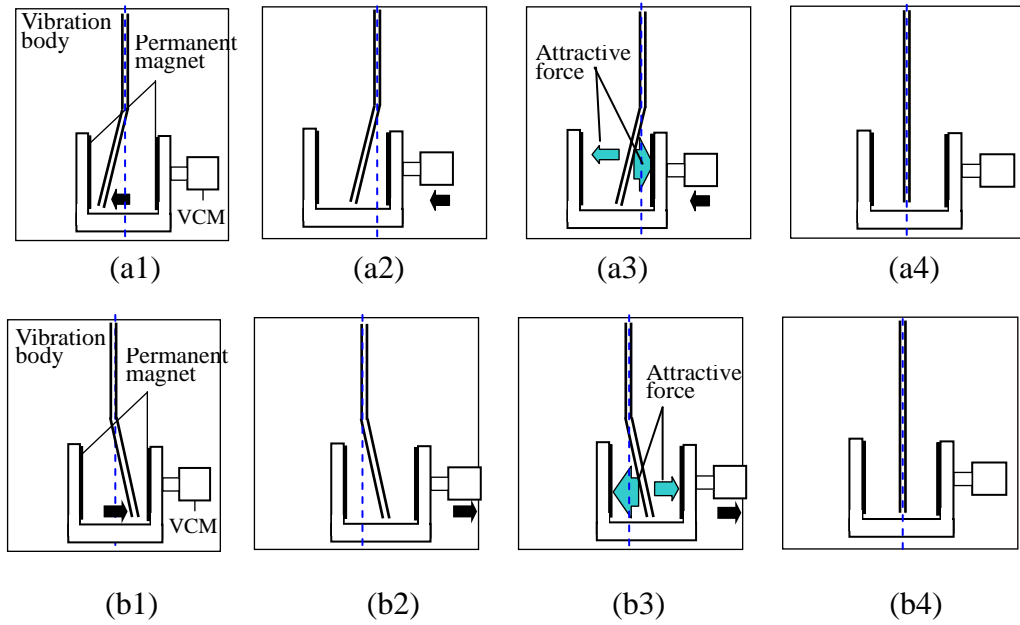 Vibration
body
Permanent
magnet
VCM
Attractive
force
(a1)
(a2)
(a3)
(a4)
Vibration
body
Permanent
magnet
VCM
Attractive
force
(b1)
(b2)
(b3)
(b4)